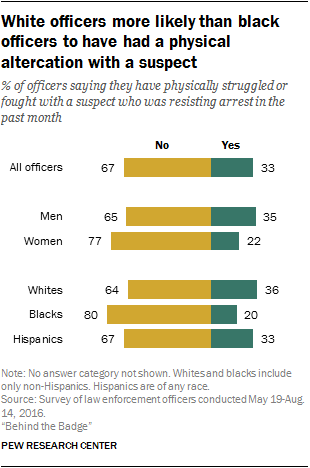 White officers more likely than black
officers to have had a physical
altercation with a suspect
% of officers saying they have physically struggled or
fought with a suspect who was resisting arrest in the
past month
No Yes
All officers 67 33
Men 65 35
Women 77 22
Whites 64 36
Blacks 80 20
Hispanics 67 33
Note: No answer category not shown. Whites and blacks include
only non-Hispanics. Hispanics are of any race.
Source: Survey of law enforcement officers conducted May 19-Aug.
14, 2016.
“Behind the Badge”
PEW RESEARCH CENTER